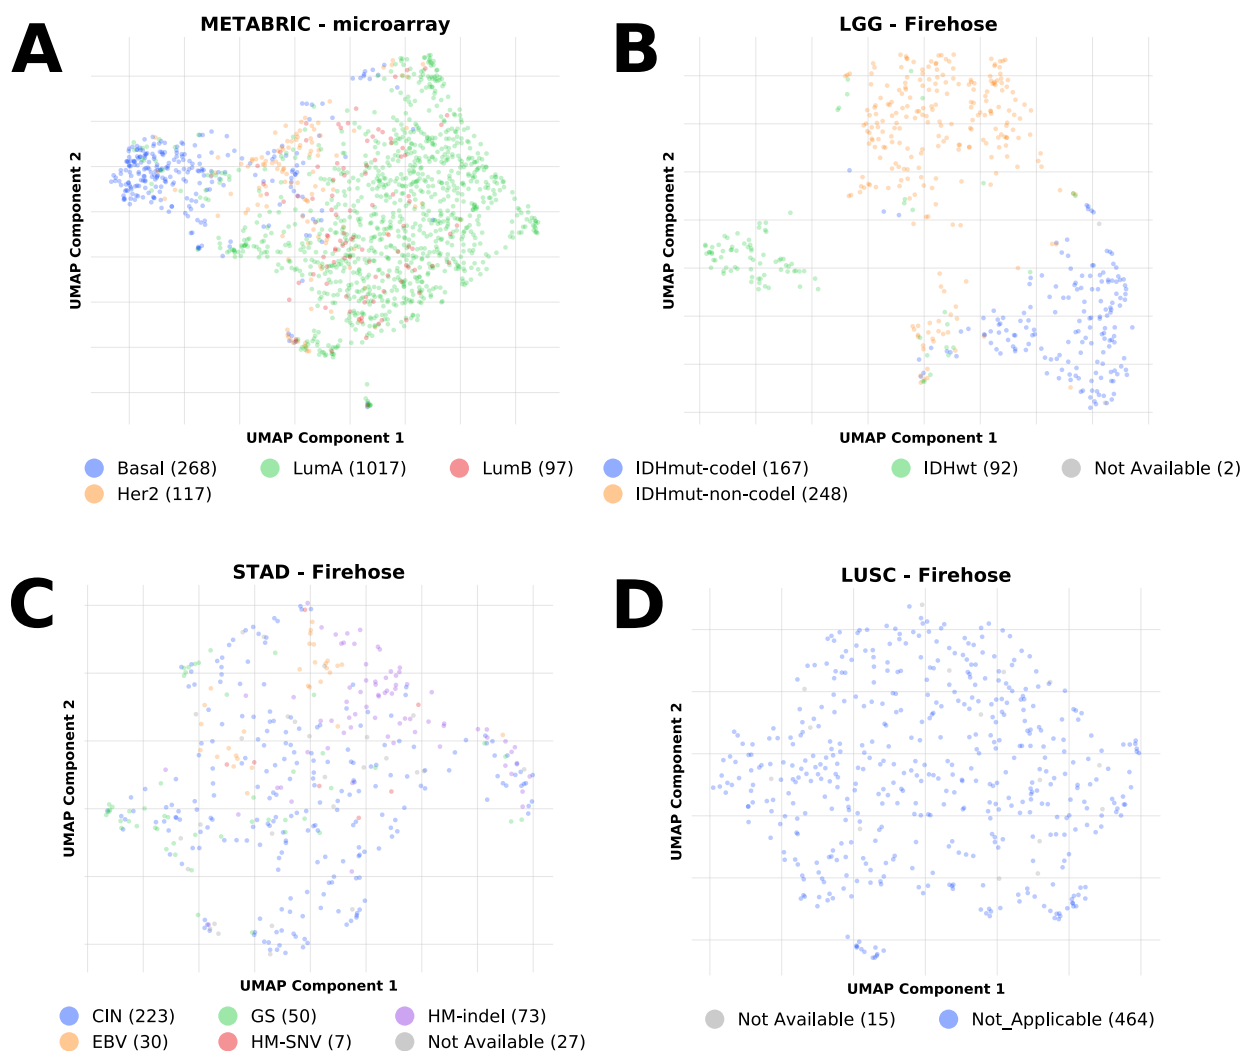 A
METABRIC - microarray
UMAP Component 2
UMAP Component 1
Basal (268)
LumA (1017)
LumB (97)
Her2 (117)
B
LGG - Firehose
UMAP Component 2
UMAP Component 1
IDHmut-codel (167)
IDHwt (92)
Not Available (2)
IDHmut-non-codel (248)
C
STAD - Firehose
UMAP Component 2
UMAP Component 1
CIN (223)
GS (50)
HM-indel (73)
EBV (30)
HM-SNV (7)
Not Available (27)
D
LUSC - Firehose
UMAP Component 2
UMAP Component 1
Not Available (15)
Not_Applicable (464)